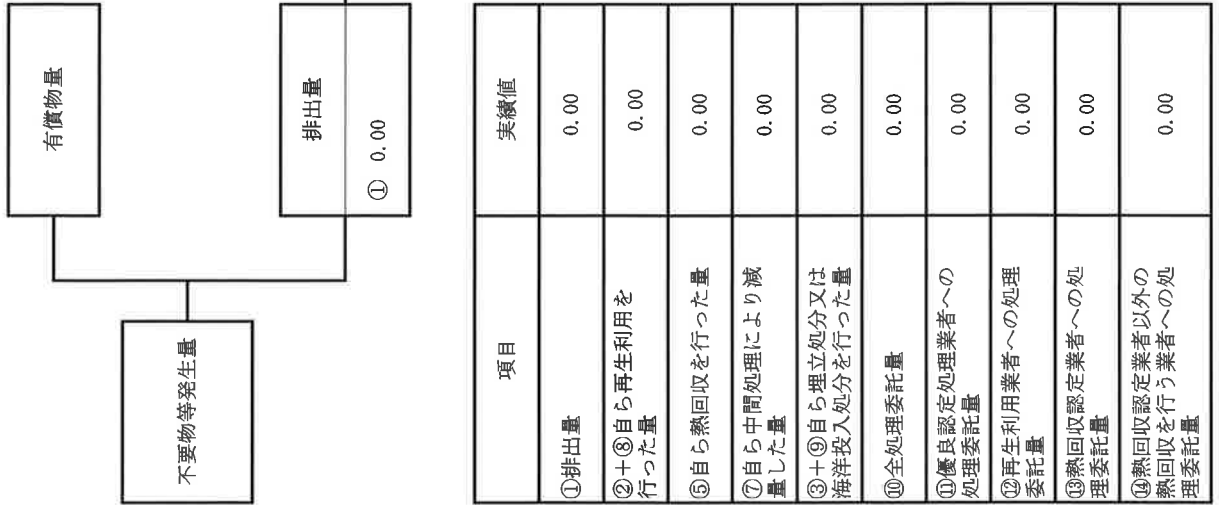 不要物等発生量
有償物量
排出量
① 0.00
項目
実績値
①排出量
0.00
②+⑧自ら再生利用を
行った量
0.00
⑤自ら熱回収を行った量
0.00
⑦自ら中間処理により減
量した量
0.00
③+⑨自ら埋立処分又は
海洋投入処分を行った量
0.00
⑩全処理委託量
0.00
⑪優良認定処理業者への
処理委託量
0.00
⑫再生利用業者への処理
委託量
0.00
⑬熱回収認定業者への処
理委託量
0.00
⑭熱回収認定業者以外の
熱回収を行う業者への処
理委託量
0.00